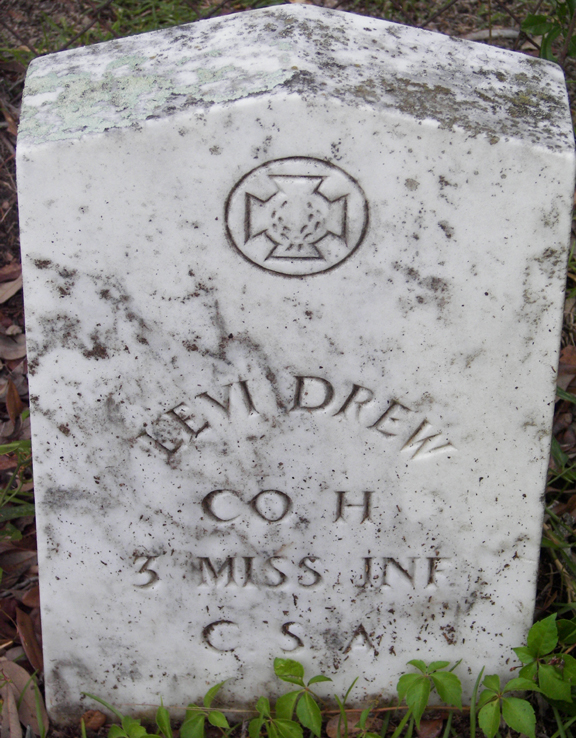 LEVI DREW
CO H
3 MISS INF
C S A